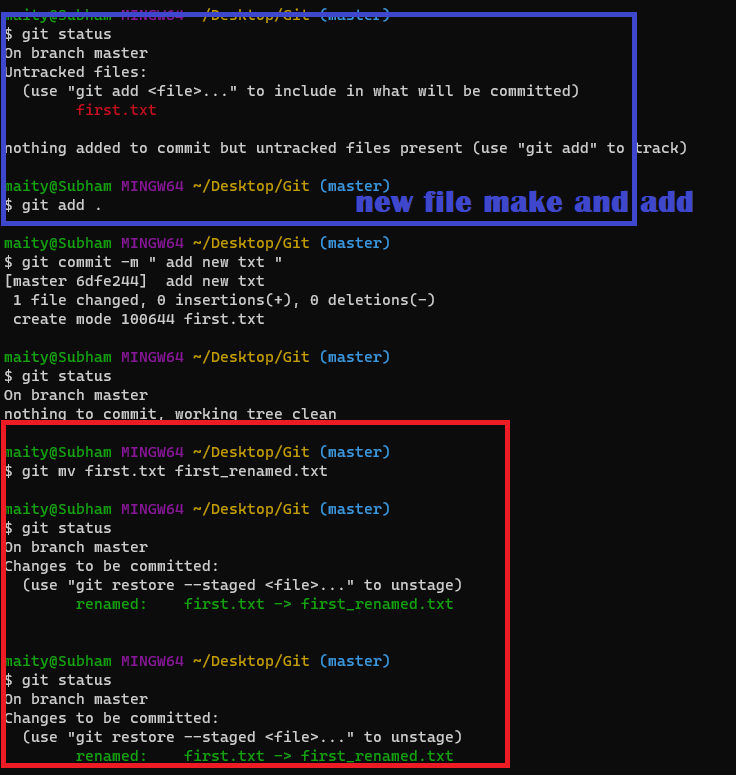 maity@Subham MINGW64 ~/Desktop/Git (master)
$ git status
On branch master
Untracked files:
  (use "git add <file>..." to include in what will be committed)
        first.txt

nothing added to commit but untracked files present (use "git add" to track)

maity@Subham MINGW64 ~/Desktop/Git (master)
$ git add .
new file make and add

maity@Subham MINGW64 ~/Desktop/Git (master)
$ git commit -m " add new txt "
[master 6dfe244]  add new txt
 1 file changed, 0 insertions(+), 0 deletions(-)
 create mode 100644 first.txt

maity@Subham MINGW64 ~/Desktop/Git (master)
$ git status
On branch master
nothing to commit, working tree clean

maity@Subham MINGW64 ~/Desktop/Git (master)
$ git mv first.txt first_renamed.txt

maity@Subham MINGW64 ~/Desktop/Git (master)
$ git status
On branch master
Changes to be committed:
  (use "git restore --staged <file>..." to unstage)
        renamed:    first.txt -> first_renamed.txt


maity@Subham MINGW64 ~/Desktop/Git (master)
$ git status
On branch master
Changes to be committed:
  (use "git restore --staged <file>..." to unstage)
        renamed:    first.txt -> first_renamed.txt